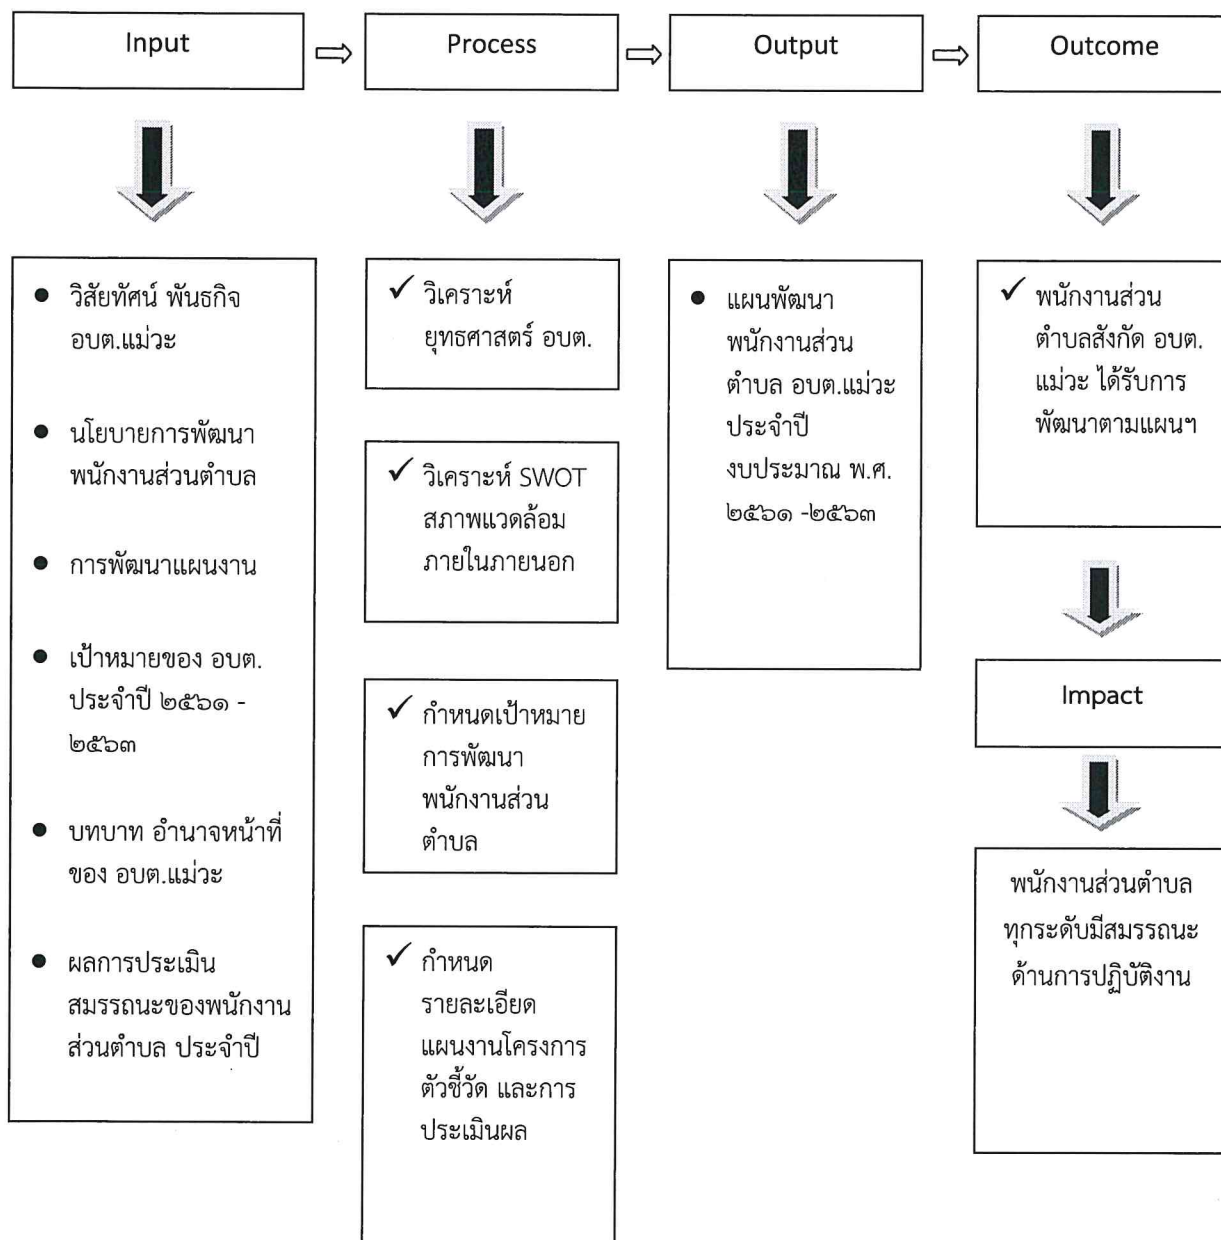 Input
Process
Output
Outcome
วิสัยทัศน์ พันธกิจ
อบต.แม่วะ
นโยบายการพัฒนา
พนักงานส่วนตำบล
การพัฒนาแผนงาน
เป้าหมายของ อบต.
ประจำปี ๒๕๖๑ -
๒๕๖๓
บทบาท อำนาจหน้าที่
ของ อบต.แม่วะ
ผลการประเมิน
สมรรถนะของพนักงาน
ส่วนตำบล ประจำปี
วิเคราะห์
ยุทธศาสตร์ อบต.
วิเคราะห์ SWOT
สภาพแวดล้อม
ภายในภายนอก
กำหนดเป้าหมาย
การพัฒนา
พนักงานส่วน
ตำบล
กำหนด
รายละเอียด
แผนงานโครงการ
ตัวชี้วัด และการ
ประเมินผล
แผนพัฒนา
พนักงานส่วน
ตำบล อบต.แม่วะ
ประจำปี
งบประมาณ พ.ศ.
๒๕๖๑ -๒๕๖๓
พนักงานส่วน
ตำบลสังกัด อบต.
แม่วะ ได้รับการ
พัฒนาตามแผนฯ
Impact
พนักงานส่วนตำบล
ทุกระดับมีสมรรถนะ
ด้านการปฏิบัติงาน